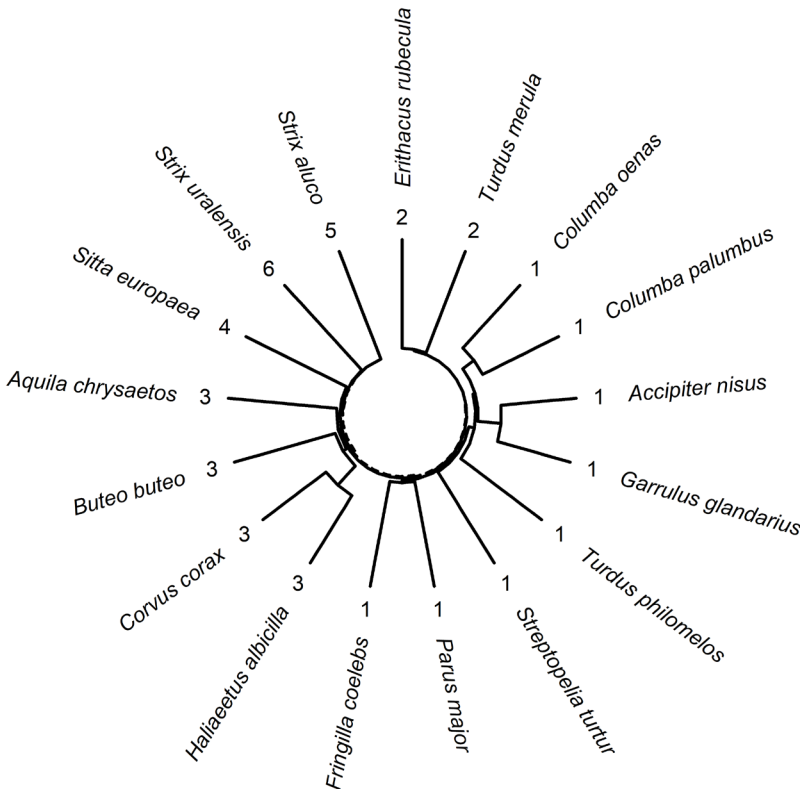 Erithacus rubecula
2
Turdus merula
2
Columba oenas
1
Columba palumbus
1
Accipiter nisus
1
Garrulus glandarius
1
Turdus philomelos
1
Streptopelia turtur
1
Parus major
1
Fringilla coelebs
1
Haliaeetus albicilla
3
Corvus corax
3
Buteo buteo
3
Aquila chrysaetos
3
Sitta europaea
4
Strix uralensis
6
Strix aluco
5